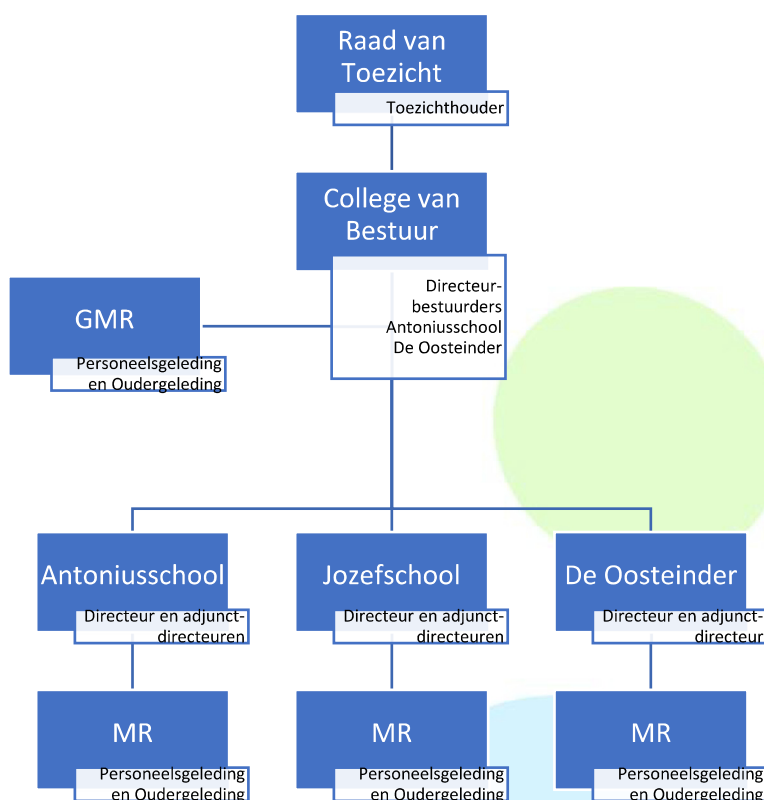 Raad van
Toezicht
Toezichthouder
College van
Bestuur
Directeur-
bestuurders
Antoniusschool
De Oosteinder
GMR
Personeelsgeleding
en Oudergeleding
Antoniusschool
Directeur en adjunct-
directeuren
Jozefschool
Directeur en adjunct-
directeuren
De Oosteinder
Directeur en adjunct-
directeur
MR
Personeelsgeleding
en Oudergeleding
MR
Personeelsgeleding
en Oudergeleding
MR
Personeelsgeleding
en Oudergeleding